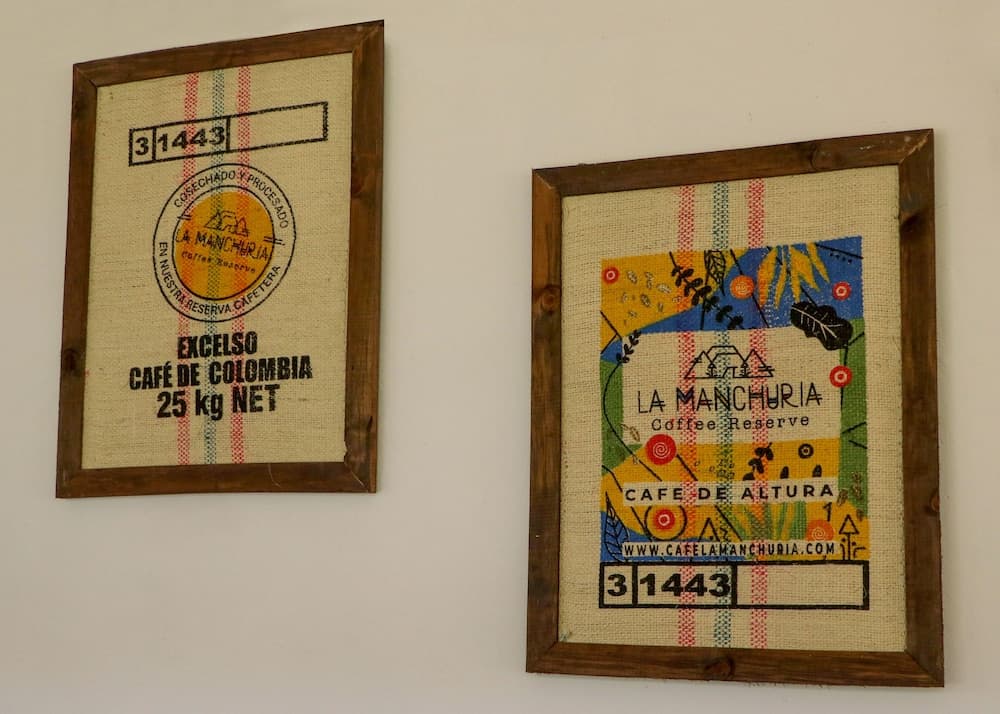 3 1443
COSECHADO Y PROCESADO
LA MANCHURIA
Coffee Reserve
EN NUESTRA RESERVA CAFETERA
EXCELSO
CAFÉ DE COLOMBIA
25 kg NET
LA MANCHURIA
Coffee Reserve
CAFE DE ALTURA
WWW.CAFELAMANCHURIA.COM
3 1443